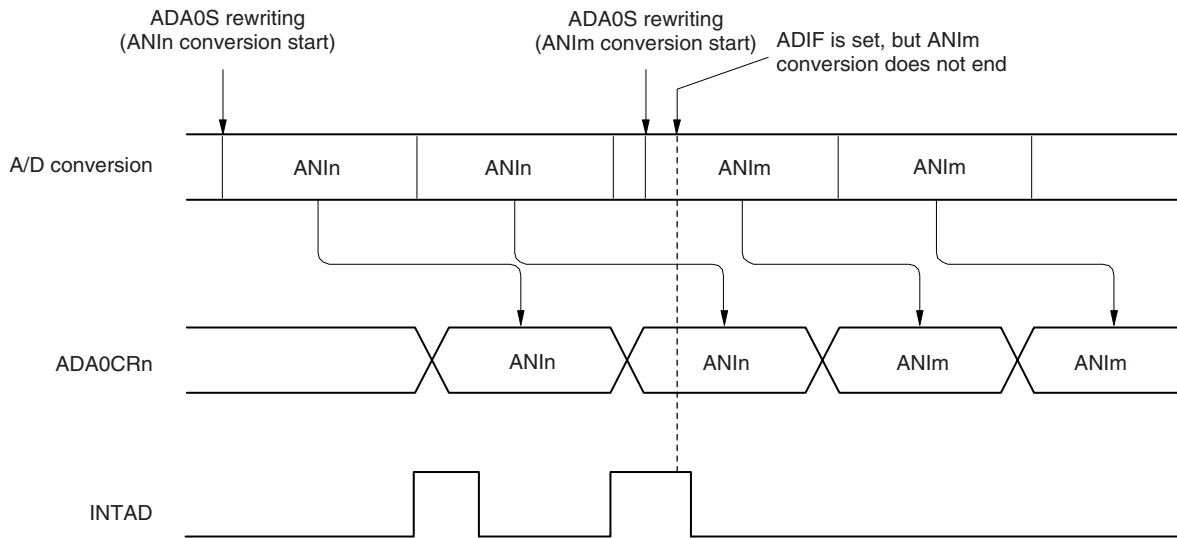 ADA0S rewriting
(ANIn conversion start)
ADA0S rewriting
(ANIm conversion start)
ADIF is set, but ANIm
conversion does not end
A/D conversion
ANIn
ANIn
ANIm
ANIm
ADA0CRn
ANIn
ANIn
ANIm
ANIm
INTAD